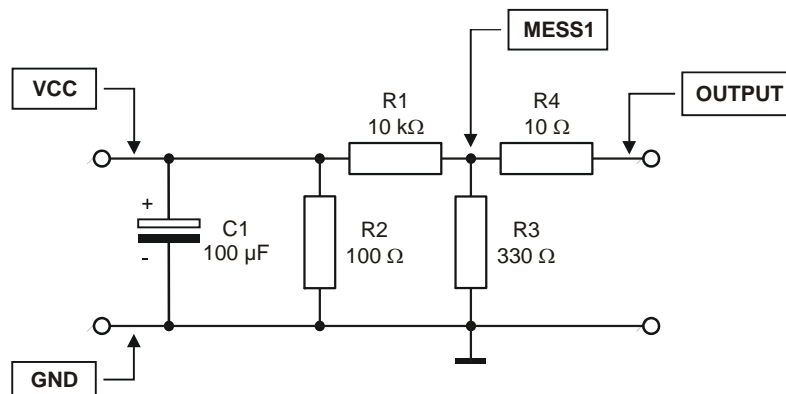 MESS1
VCC
R1
10 kΩ
R4
10 Ω
OUTPUT
+
C1
100 µF
-
R2
100 Ω
R3
330 Ω
GND